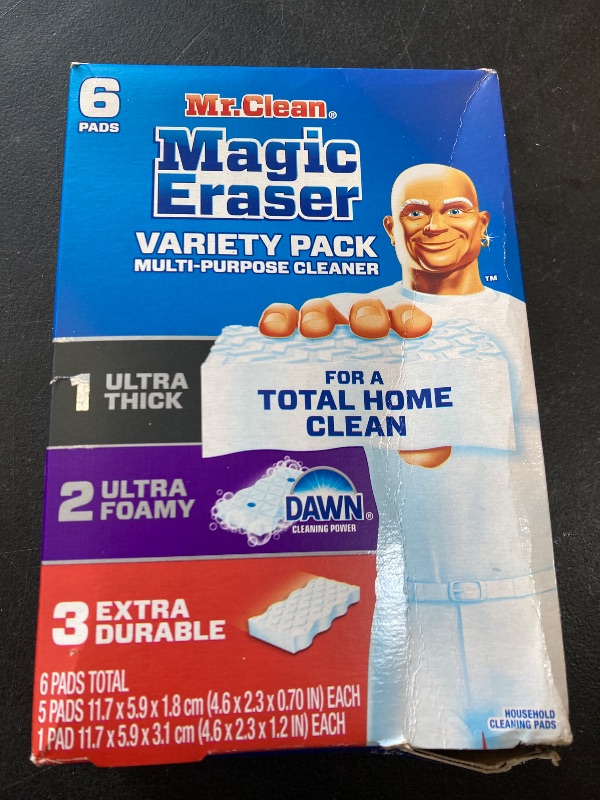 6
PADS
Mr.Clean®
Magic
Eraser
VARIETY PACK
MULTI-PURPOSE CLEANER
™
FOR A
TOTAL HOME
CLEAN
1 ULTRA
THICK
2 ULTRA
FOAMY
DAWN®
CLEANING POWER
3 EXTRA
DURABLE
6 PADS TOTAL
5 PADS 11.7 x 5.9 x 1.8 cm (4.6 x 2.3 x 0.70 IN) EACH
1 PAD 11.7 x 5.9 x 3.1 cm (4.6 x 2.3 x 1.2 IN) EACH
HOUSEHOLD
CLEANING PADS